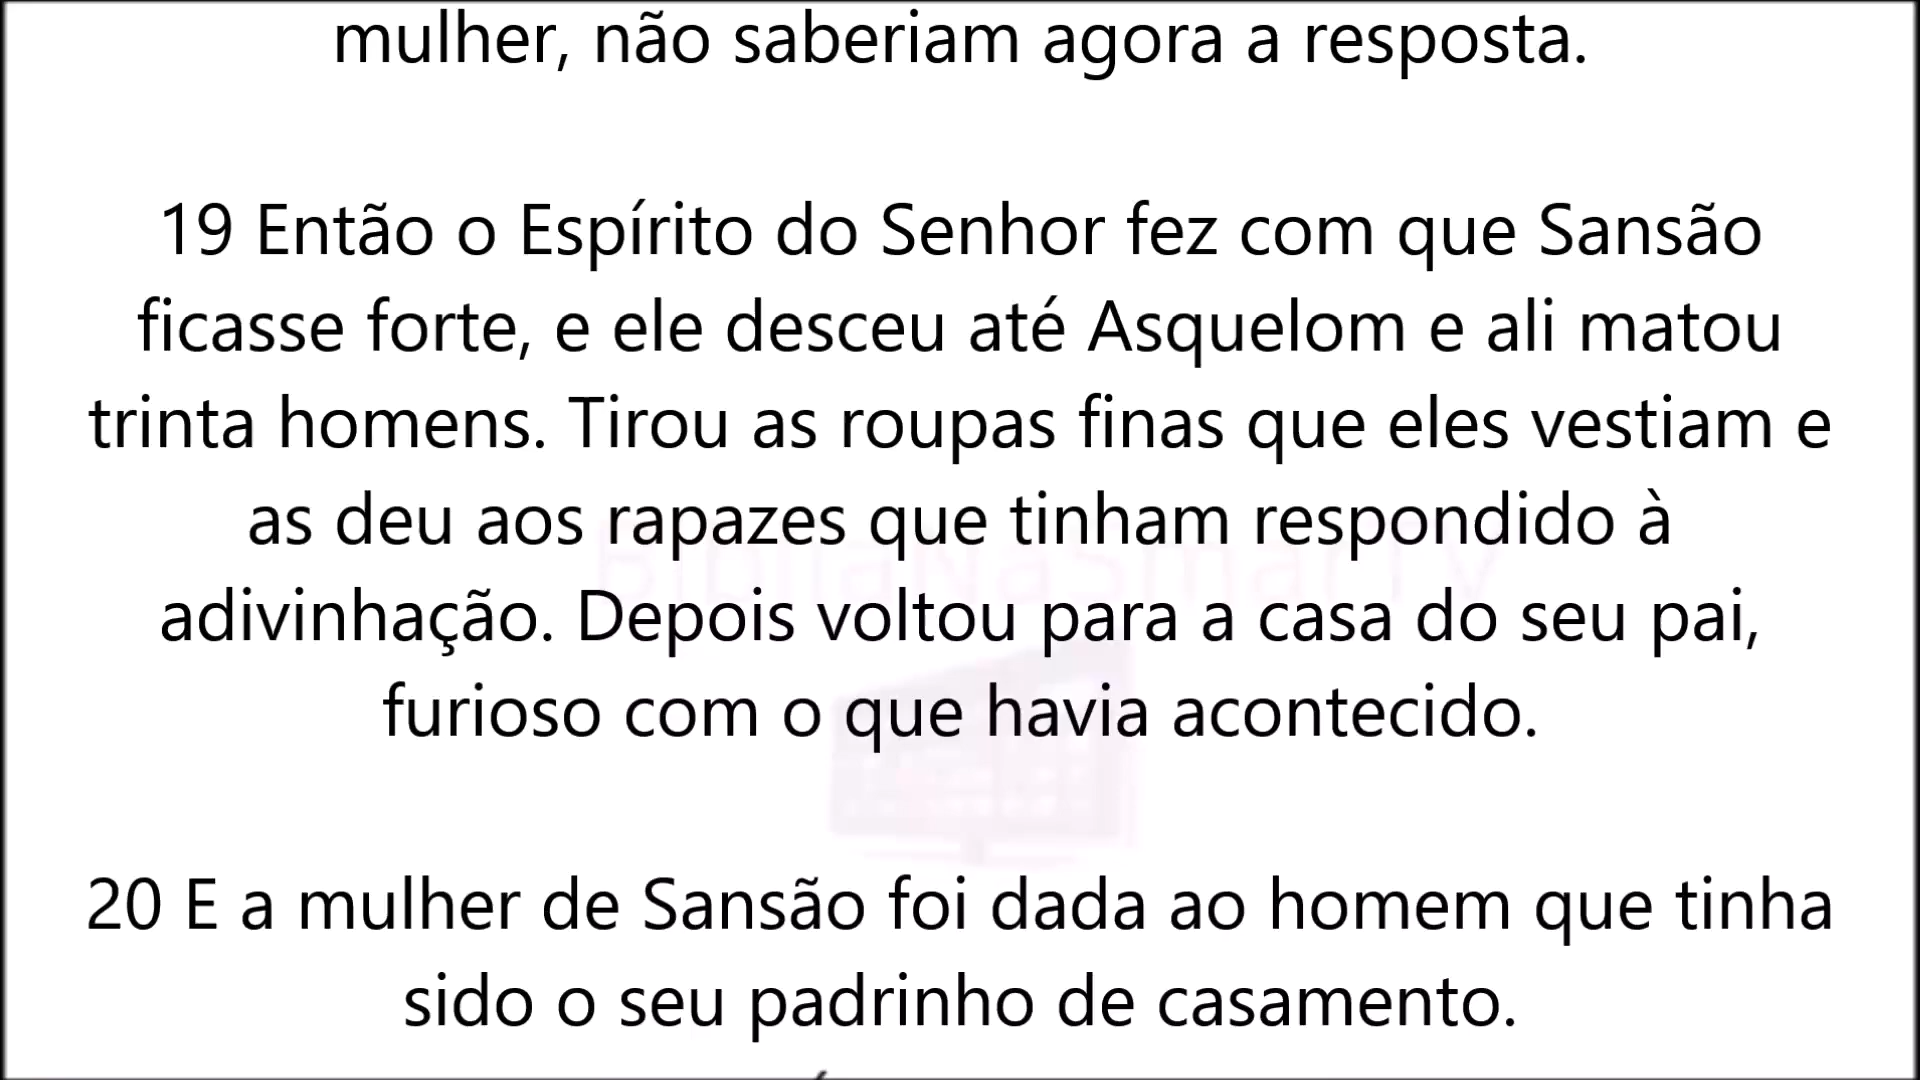 mulher, não saberiam agora a resposta.
19 Então o Espírito do Senhor fez com que Sansão
ficasse forte, e ele desceu até Asquelom e ali matou
trinta homens. Tirou as roupas finas que eles vestiam e
as deu aos rapazes que tinham respondido à
BibliaNaSmarTV
adivinhação. Depois voltou para a casa do seu pai,
furioso com o que havia acontecido.
20 E a mulher de Sansão foi dada ao homem que tinha
sido o seu padrinho de casamento.